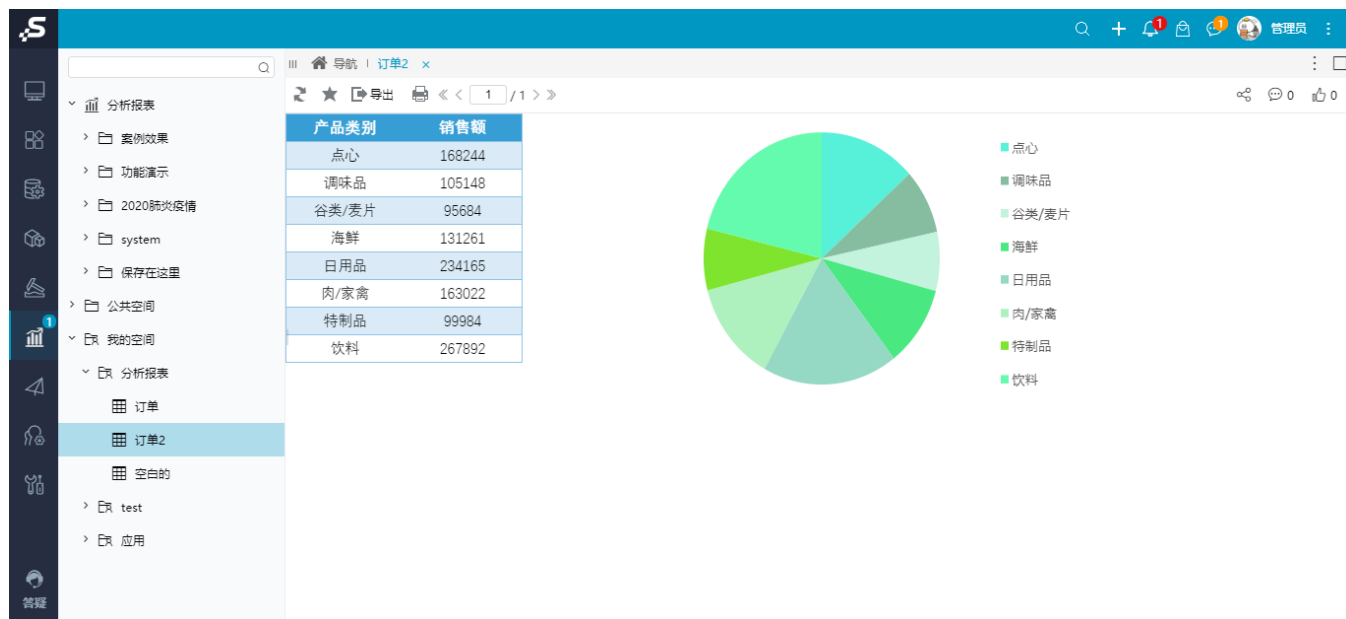 S
1
1
管理员
导航
订单2
×
导出
1
/1
0
0
分析报表
案例效果
功能演示
2020肺炎疫情
system
保存在这里
公共空间
1
我的空间
分析报表
订单
订单2
空白的
test
应用
答疑
产品类别 销售额
点心 168244
调味品 105148
谷类/麦片 95684
海鲜 131261
日用品 234165
肉/家禽 163022
特制品 99984
饮料 267892
点心
调味品
谷类/麦片
海鲜
日用品
肉/家禽
特制品
饮料